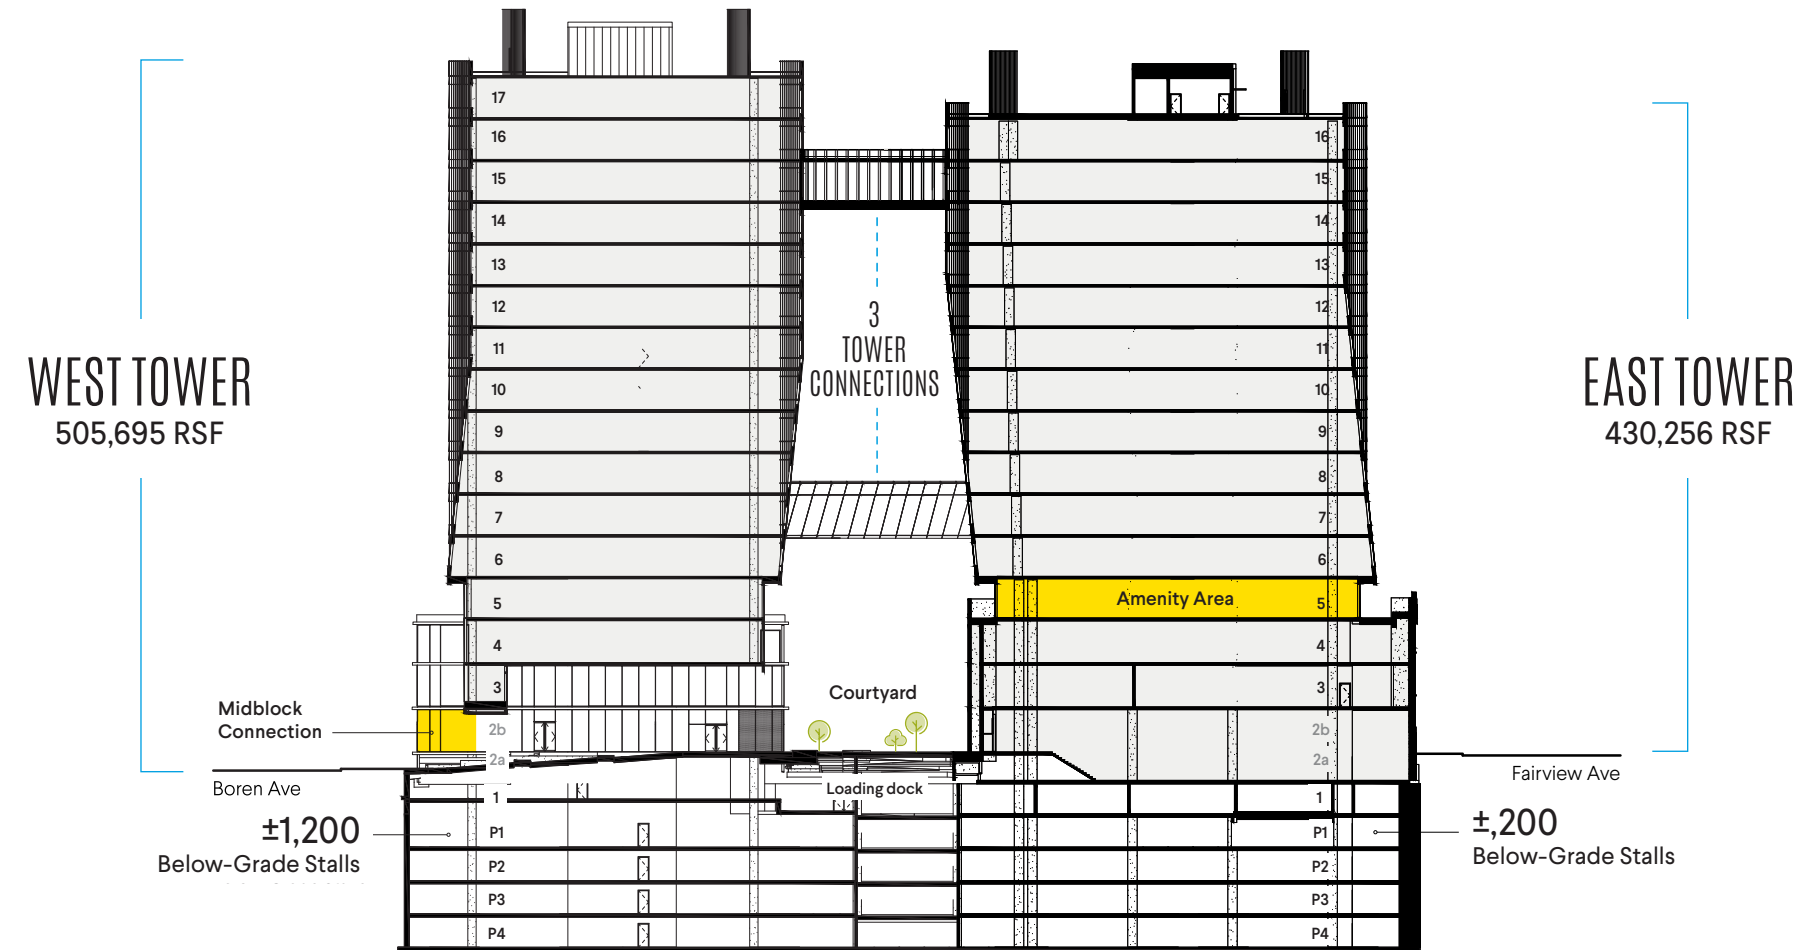 17
16
15
14
13
12
11
10
9
8
7
6
5
4
3
2b
2a
1
P1
P2
P3
P4
WEST TOWER
505,695 RSF
Midblock
Connection
Boren Ave
±1,200
Below-Grade Stalls
3
TOWER
CONNECTIONS
Courtyard
Loading dock
16
15
14
13
12
11
10
9
8
7
6
Amenity Area
5
4
3
2b
2a
1
P1
P2
P3
P4
EAST TOWER
430,256 RSF
Fairview Ave
±,200
Below-Grade Stalls